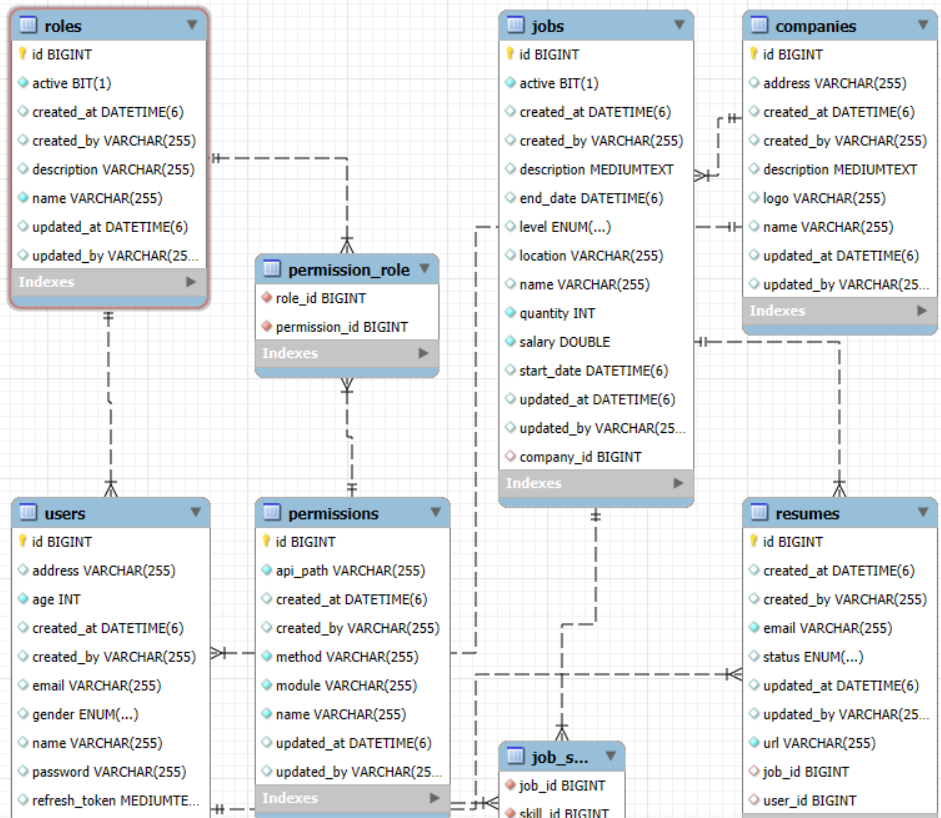 roles
id BIGINT
active BIT(1)
created_at DATETIME(6)
created_by VARCHAR(255)
description VARCHAR(255)
name VARCHAR(255)
updated_at DATETIME(6)
updated_by VARCHAR(25...
Indexes
permission_role
role_id BIGINT
permission_id BIGINT
Indexes
jobs
id BIGINT
active BIT(1)
created_at DATETIME(6)
created_by VARCHAR(255)
description MEDIUMTEXT
end_date DATETIME(6)
level ENUM(...)
location VARCHAR(255)
name VARCHAR(255)
quantity INT
salary DOUBLE
start_date DATETIME(6)
updated_at DATETIME(6)
updated_by VARCHAR(25...
company_id BIGINT
Indexes
companies
id BIGINT
address VARCHAR(255)
created_at DATETIME(6)
created_by VARCHAR(255)
description MEDIUMTEXT
logo VARCHAR(255)
name VARCHAR(255)
updated_at DATETIME(6)
updated_by VARCHAR(25...
Indexes
users
id BIGINT
address VARCHAR(255)
age INT
created_at DATETIME(6)
created_by VARCHAR(255)
email VARCHAR(255)
gender ENUM(...)
name VARCHAR(255)
password VARCHAR(255)
refresh_token MEDIUMTE...
permissions
id BIGINT
api_path VARCHAR(255)
created_at DATETIME(6)
created_by VARCHAR(255)
method VARCHAR(255)
module VARCHAR(255)
name VARCHAR(255)
updated_at DATETIME(6)
updated_by VARCHAR(25...
Indexes
job_s...
job_id BIGINT
skill_id BIGINT
resumes
id BIGINT
created_at DATETIME(6)
created_by VARCHAR(255)
email VARCHAR(255)
status ENUM(...)
updated_at DATETIME(6)
updated_by VARCHAR(25...
url VARCHAR(255)
job_id BIGINT
user_id BIGINT